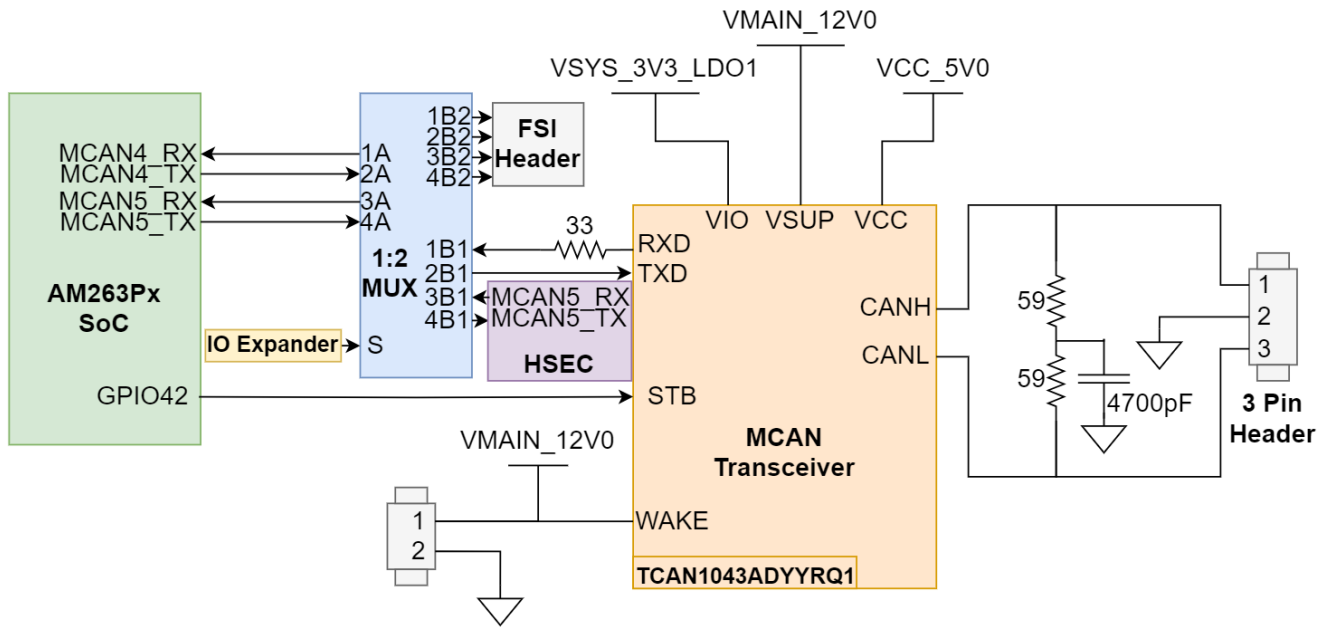 VMAIN_12V0
VSYS_3V3_LDO1
VCC_5V0
MCAN4_RX
MCAN4_TX
MCAN5_RX
MCAN5_TX
AM263Px
SoC
GPIO42
IO Expander
1A
2A
3A
4A
1:2
MUX
S
1B2
2B2
3B2
4B2
1B1
2B1
3B1
4B1
FSI
Header
33
MCAN5_RX
MCAN5_TX
HSEC
VIO
VSUP
VCC
RXD
TXD
CANH
CANL
STB
MCAN
Transceiver
WAKE
TCAN1043ADYYRQ1
VMAIN_12V0
1
2
59
59
4700pF
1
2
3
3 Pin
Header